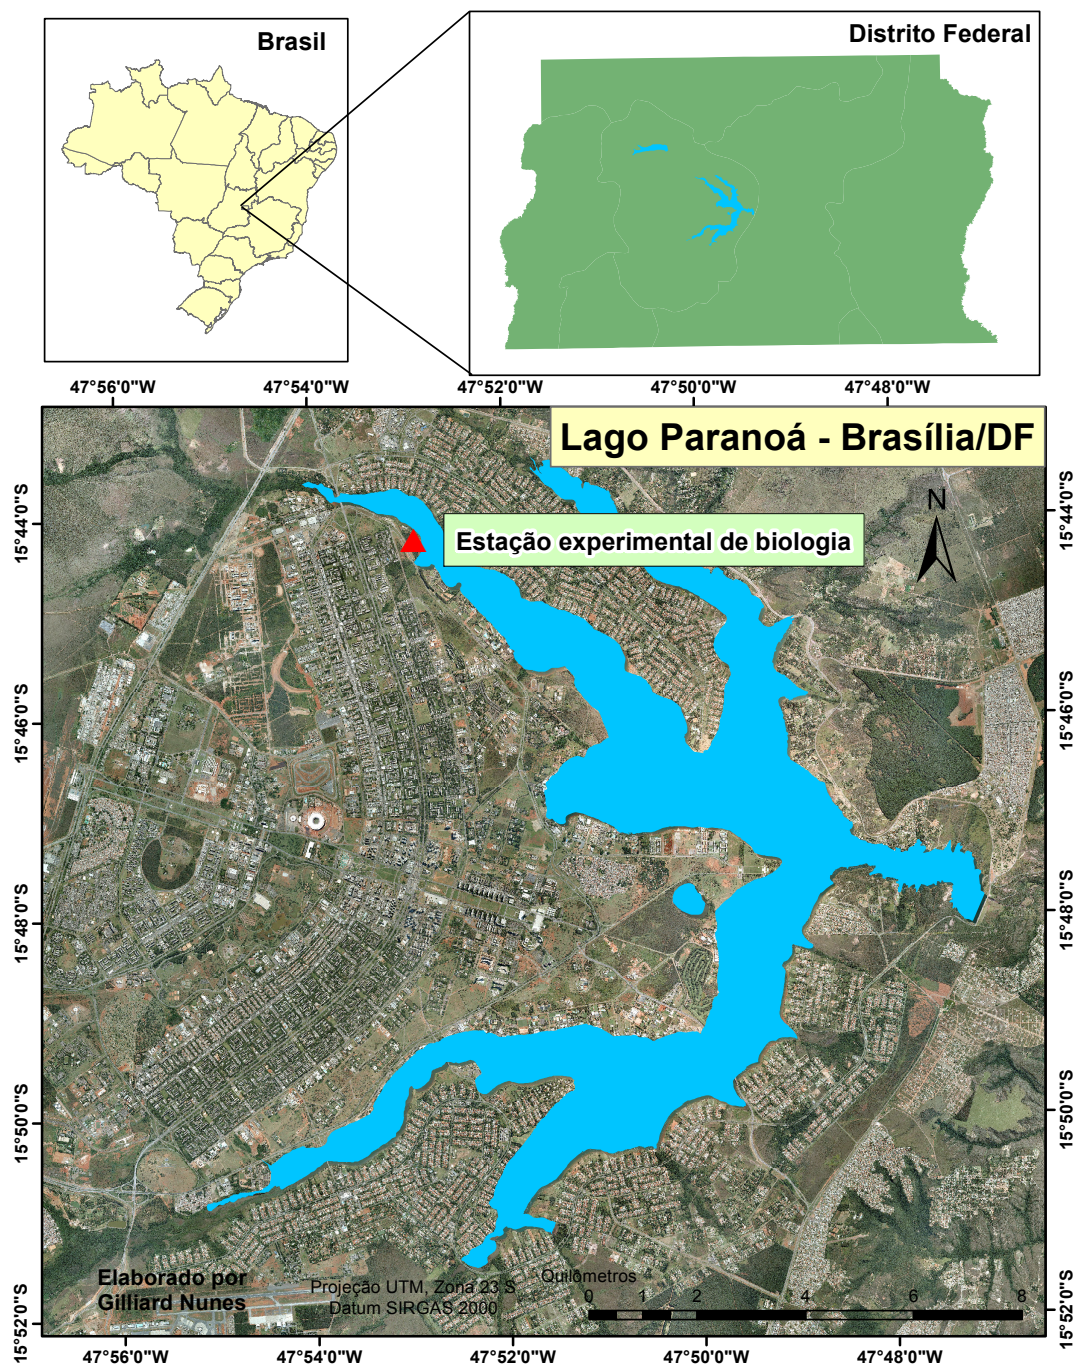 Brasil
Distrito Federal
47°56'0"W
47°54'0"W
47°52'0"W
47°50'0"W
47°48'0"W
Lago Paranoá - Brasília/DF
N
Estação experimental de biologia
15°44'0"S
15°46'0"S
15°48'0"S
15°50'0"S
15°52'0"S
15°44'0"S
15°46'0"S
15°48'0"S
15°50'0"S
15°52'0"S
Elaborado por
Gilliard Nunes
Projeção UTM, Zona 23 S
Datum SIRGAS 2000
Quilômetros
0 1 2 4 6 8
47°56'0"W
47°54'0"W
47°52'0"W
47°50'0"W
47°48'0"W